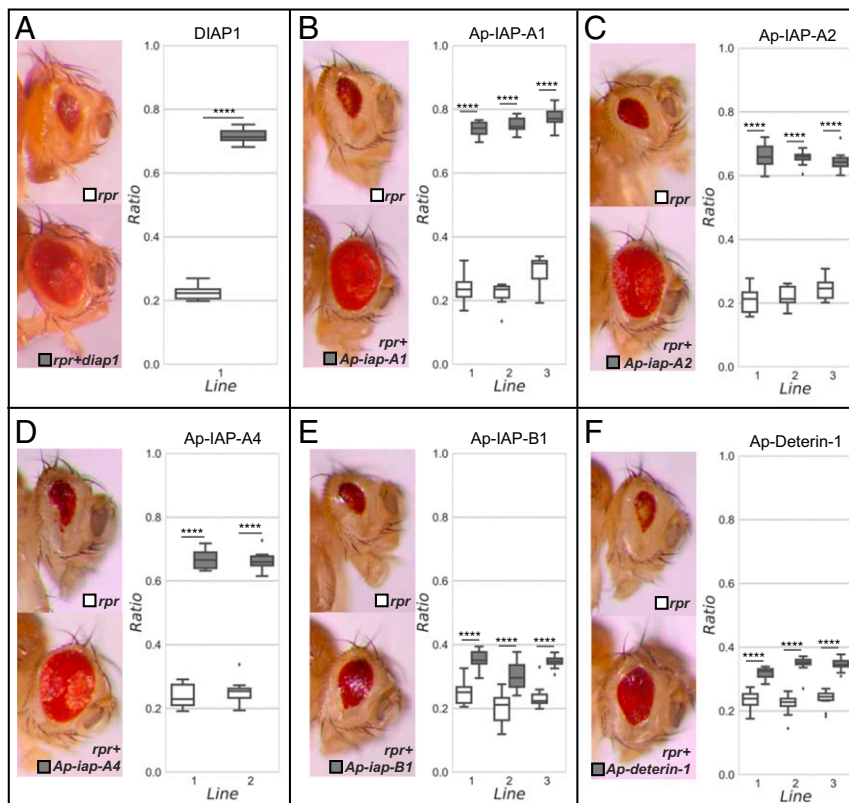 A
DIAP1
1.0
0.8
0.6
0.4
0.2
0.0
Ratio
****
rpr
rpr+diap1
1
Line
B
Ap-IAP-A1
1.0
0.8
0.6
0.4
0.2
0.0
Ratio
**** **** ****
rpr
rpr+
Ap-iap-A1
1 2 3
Line
C
Ap-IAP-A2
1.0
0.8
0.6
0.4
0.2
0.0
Ratio
**** **** ****
rpr
rpr+
Ap-iap-A2
1 2 3
Line
D
Ap-IAP-A4
1.0
0.8
0.6
0.4
0.2
0.0
Ratio
**** ****
rpr
rpr+
Ap-iap-A4
1 2
Line
E
Ap-IAP-B1
1.0
0.8
0.6
0.4
0.2
0.0
Ratio
**** **** ****
rpr
rpr+
Ap-iap-B1
1 2 3
Line
F
Ap-Deterin-1
1.0
0.8
0.6
0.4
0.2
0.0
Ratio
**** **** ****
rpr
rpr+
Ap-deterin-1
1 2 3
Line